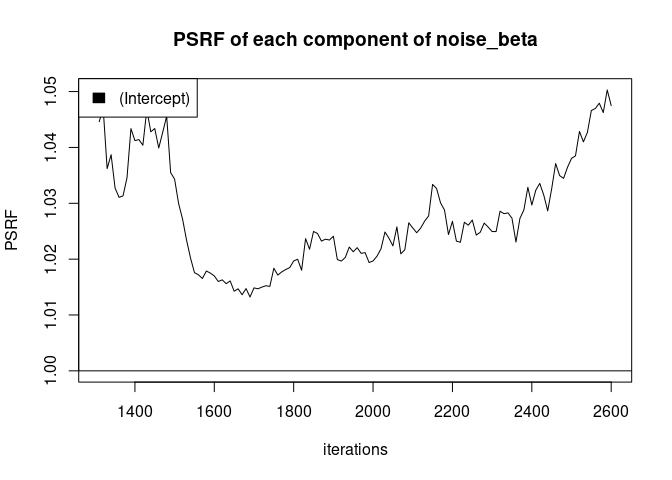 PSRF of each component of noise_beta
(Intercept)
PSRF
1.05
1.04
1.03
1.02
1.01
1.00
1400 1600 1800 2000 2200 2400 2600
iterations